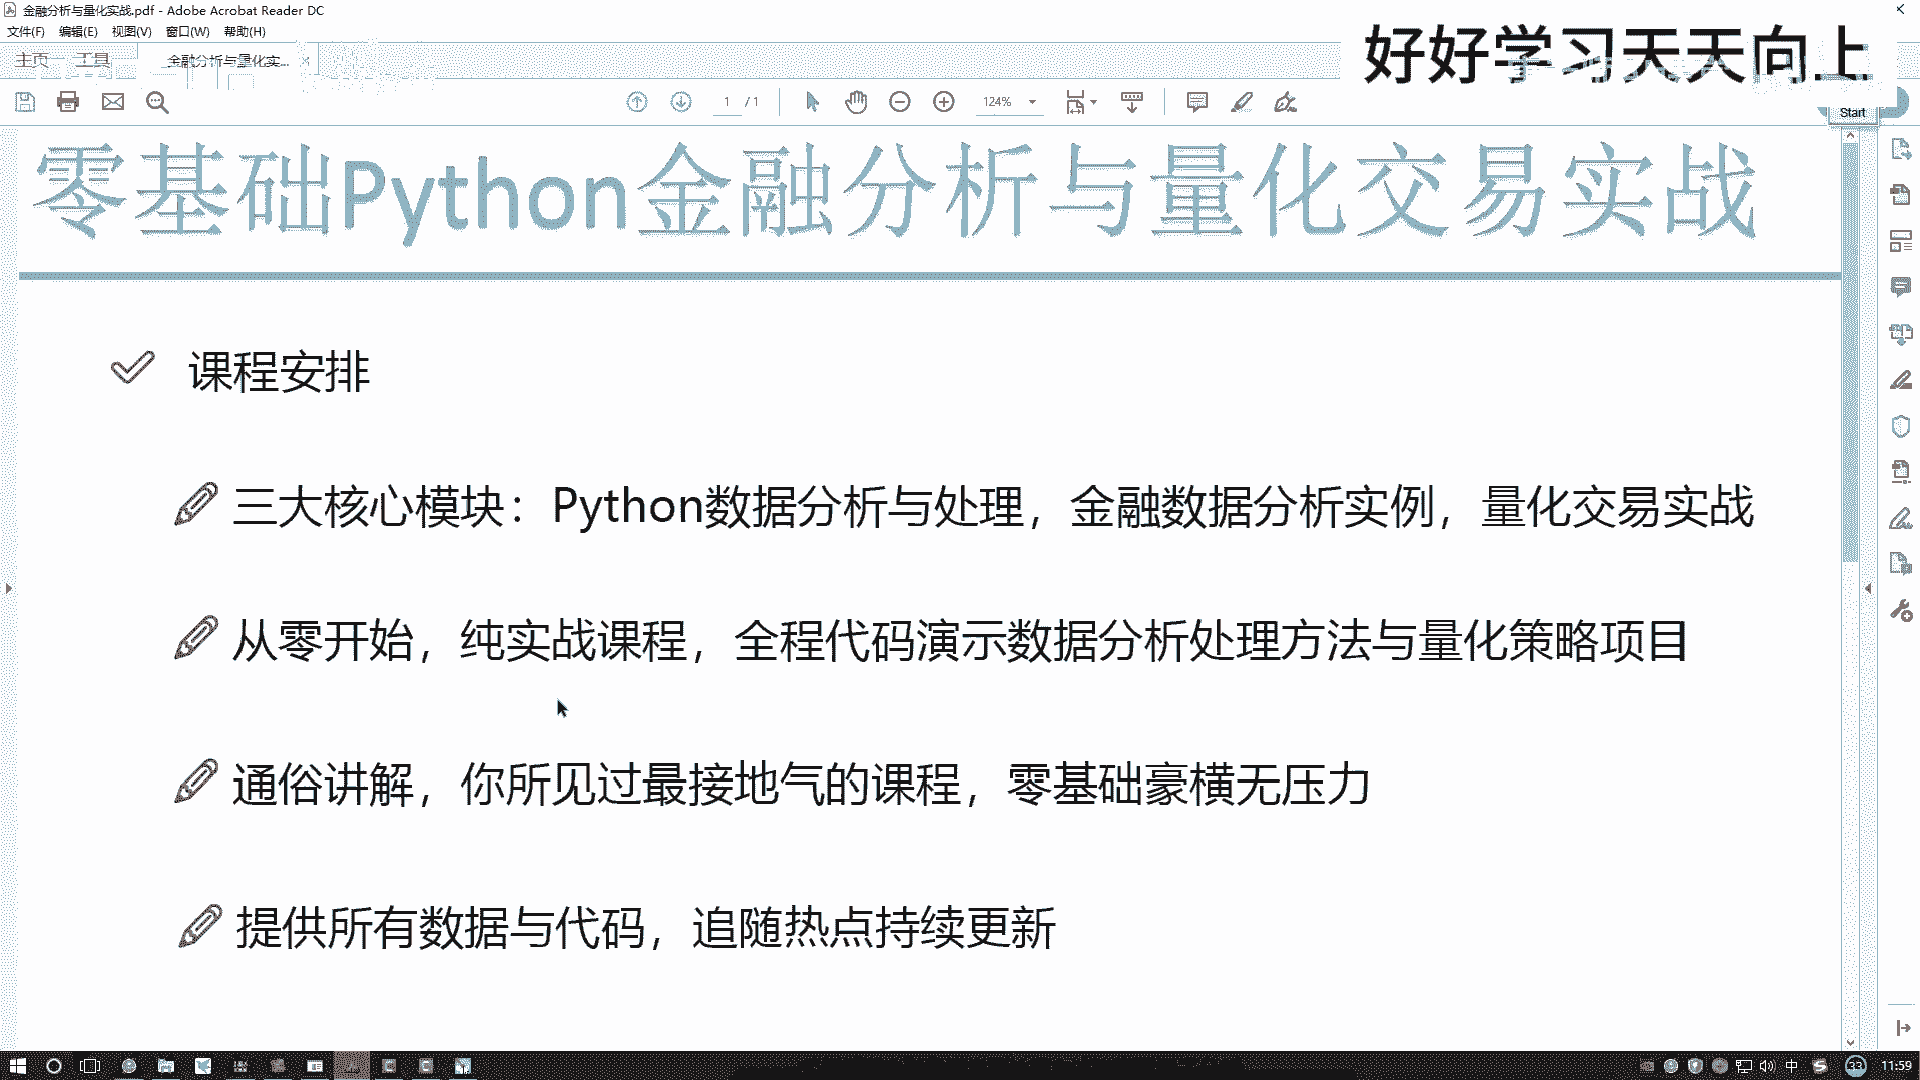 金融分析与量化实战.pdf - Adobe Acrobat Reader DC
文件(F) 编辑(E) 视图(V) 窗口(W) 帮助(H)
好好学习天天向上
主页 工具 金融分析与量化实...
1 / 1 124%
Start
零基础Python金融分析与量化交易实战
课程安排
三大核心模块：Python数据分析与处理，金融数据分析实例，量化交易实战
从零开始，纯实战课程，全程代码演示数据分析处理方法与量化策略项目
通俗讲解，你所见过最接地气的课程，零基础豪横无压力
提供所有数据与代码，追随热点持续更新
中 33 11:59